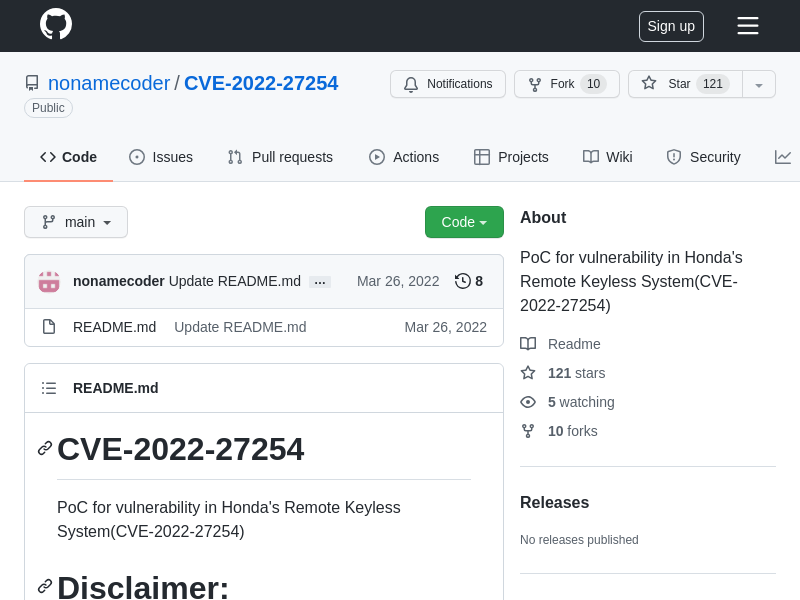 Sign up
nonamecoder / CVE-2022-27254
Public
Notifications
Fork 10
Star 121
Code
Issues
Pull requests
Actions
Projects
Wiki
Security
main
Code
nonamecoder Update README.md ... Mar 26, 2022 8
README.md Update README.md Mar 26, 2022
README.md
CVE-2022-27254
PoC for vulnerability in Honda's Remote Keyless
System(CVE-2022-27254)
Disclaimer:
About
PoC for vulnerability in Honda's
Remote Keyless System(CVE-
2022-27254)
Readme
121 stars
5 watching
10 forks
Releases
No releases published